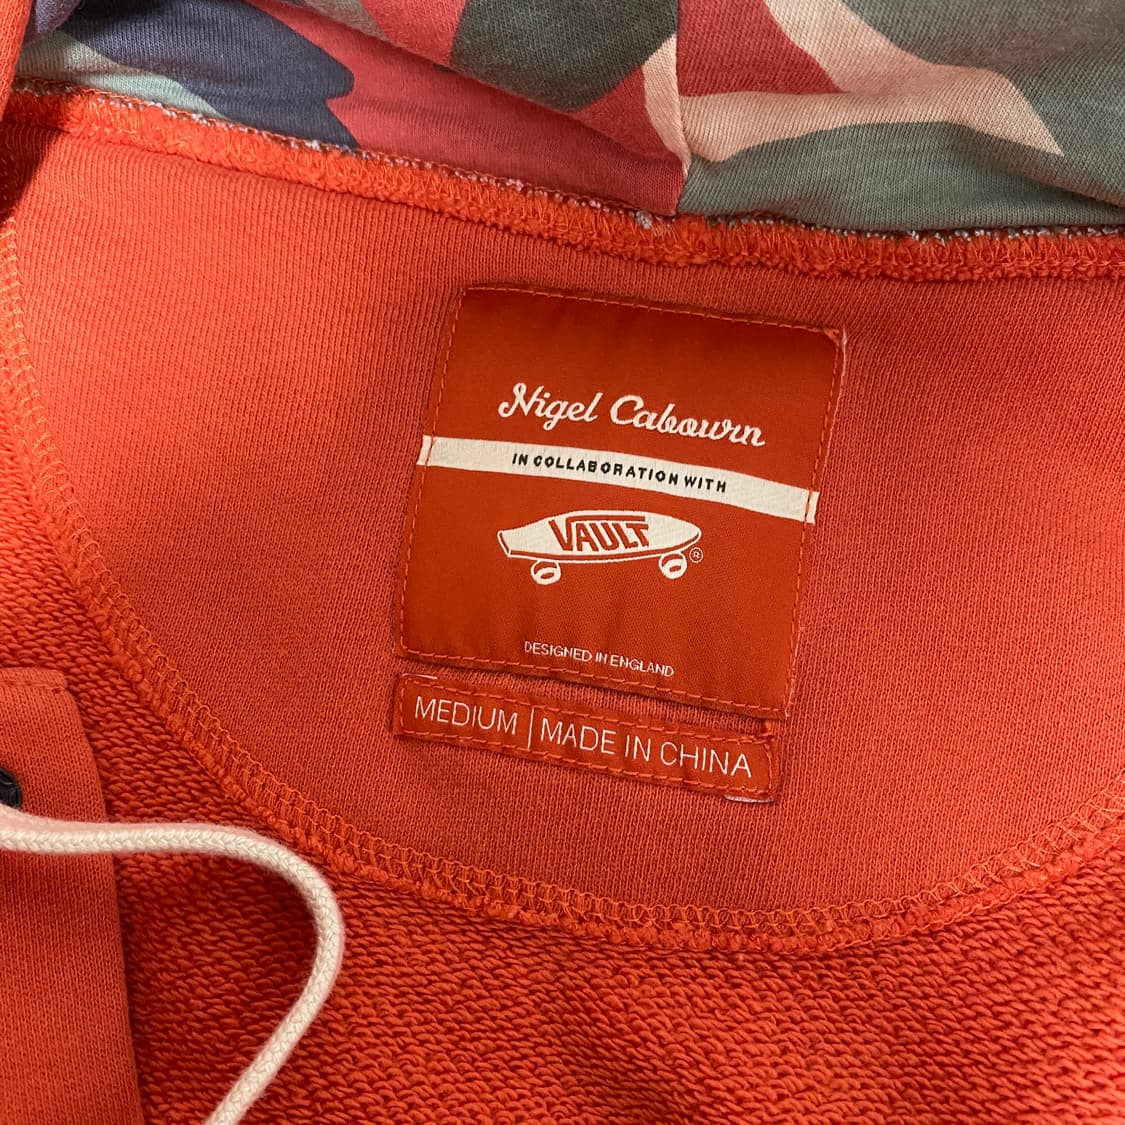 Nigel Cabourn
IN COLLABORATION WITH
VAULT
®
DESIGNED IN ENGLAND
MEDIUM | MADE IN CHINA